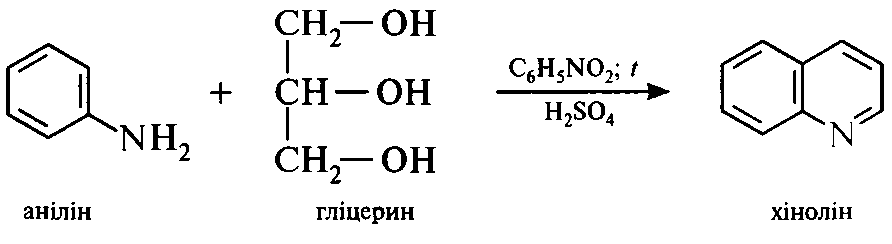 CH₂—OH
C₆H₅NO₂; t
+ CH—OH
H₂SO₄
NH₂
N
CH₂—OH
анілін гліцерин хінолін